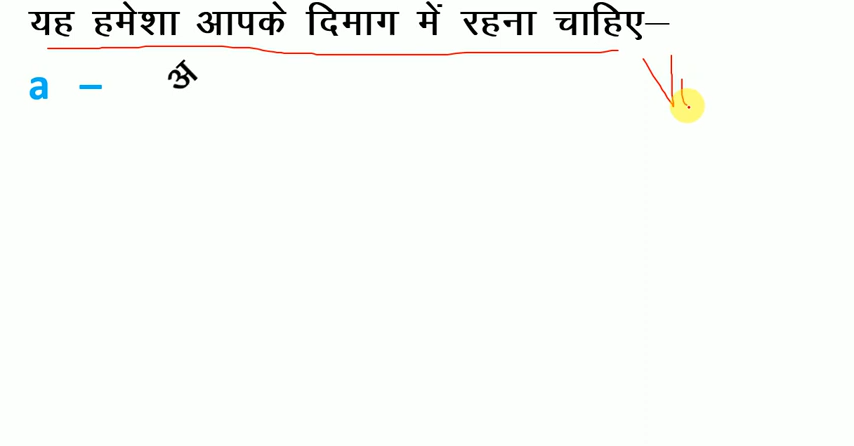 यह हमेशा आपके दिमाग में रहना चाहिए–
a – अ